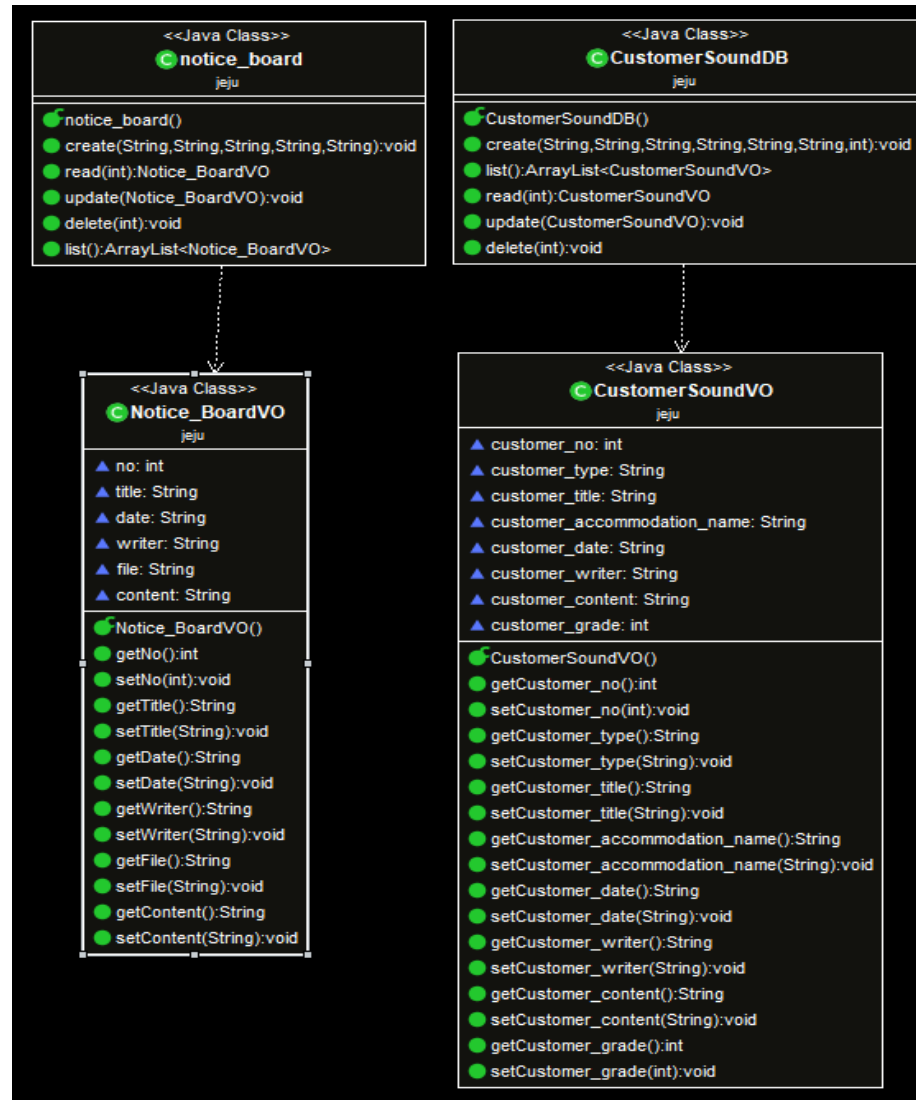 <<Java Class>>
notice_board
jeju
notice_board()
create(String,String,String,String,String):void
read(int):Notice_BoardVO
update(Notice_BoardVO):void
delete(int):void
list():ArrayList<Notice_BoardVO>
<<Java Class>>
CustomerSoundDB
jeju
CustomerSoundDB()
create(String,String,String,String,String,String,int):void
list():ArrayList<CustomerSoundVO>
read(int):CustomerSoundVO
update(CustomerSoundVO):void
delete(int):void
<<Java Class>>
Notice_BoardVO
jeju
no: int
title: String
date: String
writer: String
file: String
content: String
Notice_BoardVO()
getNo():int
setNo(int):void
getTitle():String
setTitle(String):void
getDate():String
setDate(String):void
getWriter():String
setWriter(String):void
getFile():String
setFile(String):void
getContent():String
setContent(String):void
<<Java Class>>
CustomerSoundVO
jeju
customer_no: int
customer_type: String
customer_title: String
customer_accommodation_name: String
customer_date: String
customer_writer: String
customer_content: String
customer_grade: int
CustomerSoundVO()
getCustomer_no():int
setCustomer_no(int):void
getCustomer_type():String
setCustomer_type(String):void
getCustomer_title():String
setCustomer_title(String):void
getCustomer_accommodation_name():String
setCustomer_accommodation_name(String):void
getCustomer_date():String
setCustomer_date(String):void
getCustomer_writer():String
setCustomer_writer(String):void
getCustomer_content():String
setCustomer_content(String):void
getCustomer_grade():int
setCustomer_grade(int):void